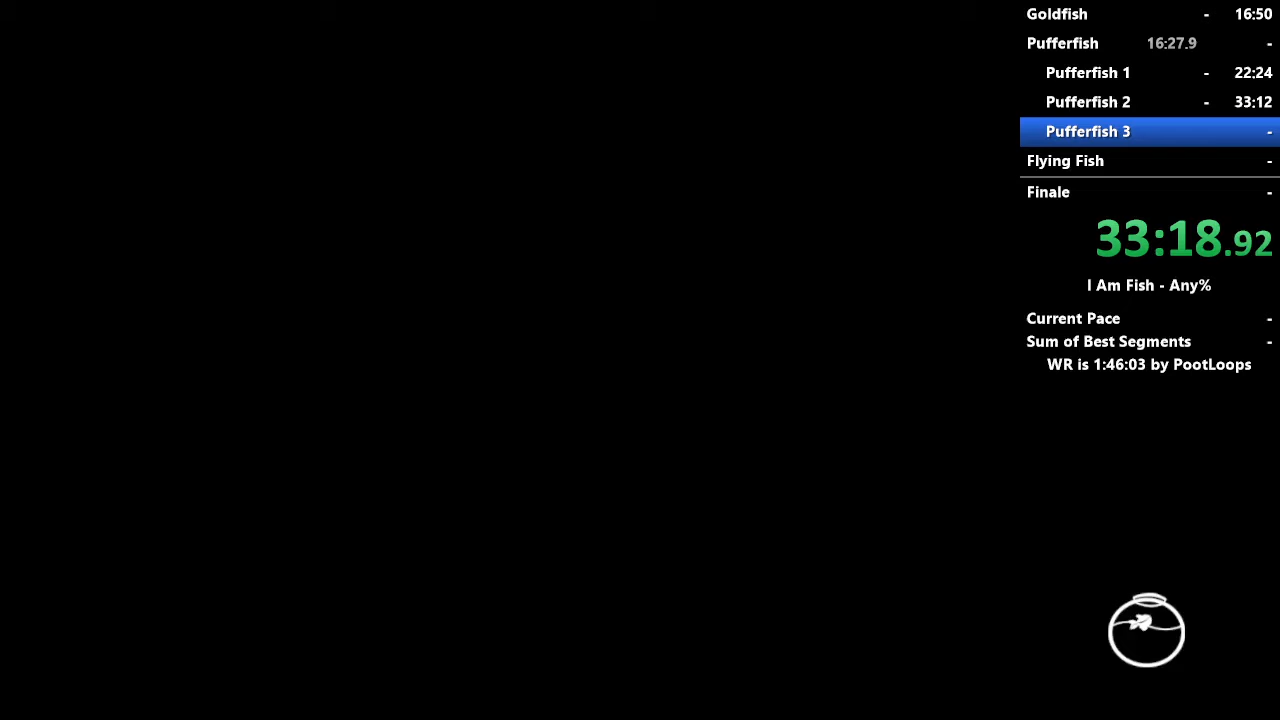 Goldfish - 16:50
Pufferfish 16:27.9 -
Pufferfish 1 - 22:24
Pufferfish 2 - 33:12
Pufferfish 3 -
Flying Fish -
Finale -
33:18.92
I Am Fish - Any%
Current Pace -
Sum of Best Segments -
WR is 1:46:03 by PootLoops